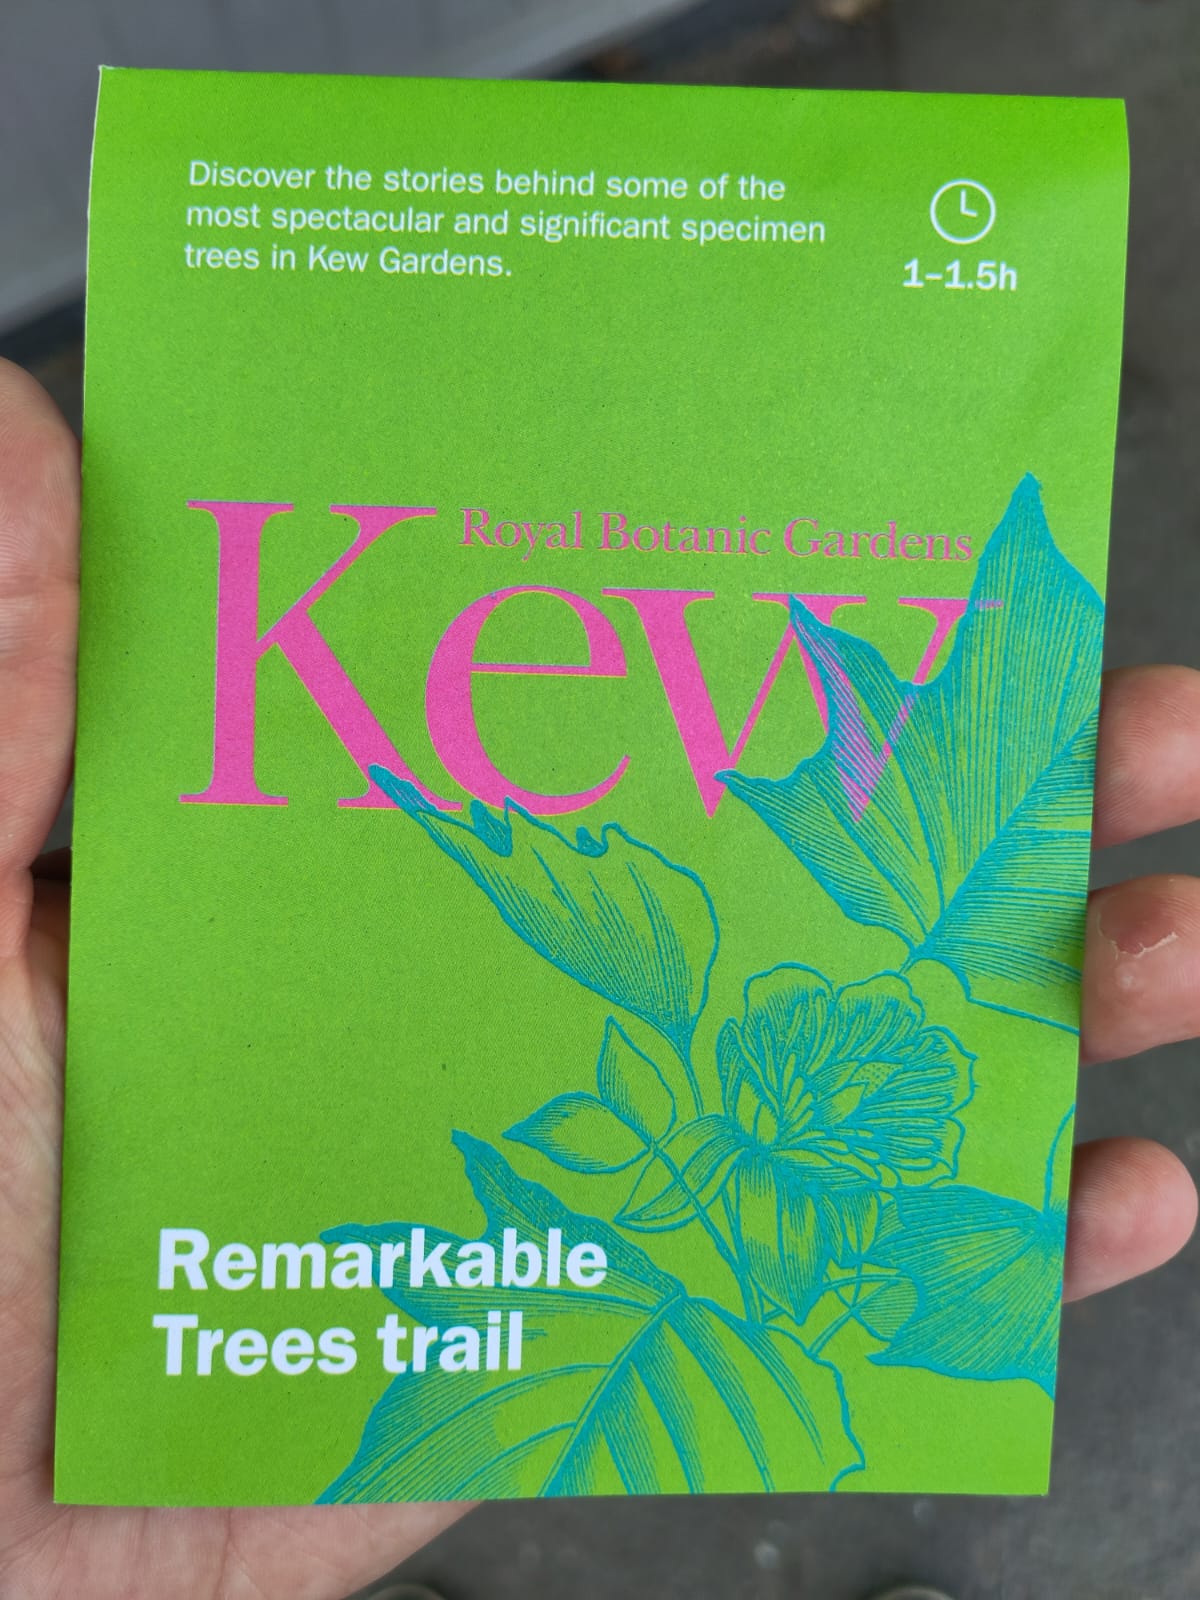 Discover the stories behind some of the
most spectacular and significant specimen
trees in Kew Gardens.
1–1.5h
Royal Botanic Gardens
Kew
Remarkable
Trees trail